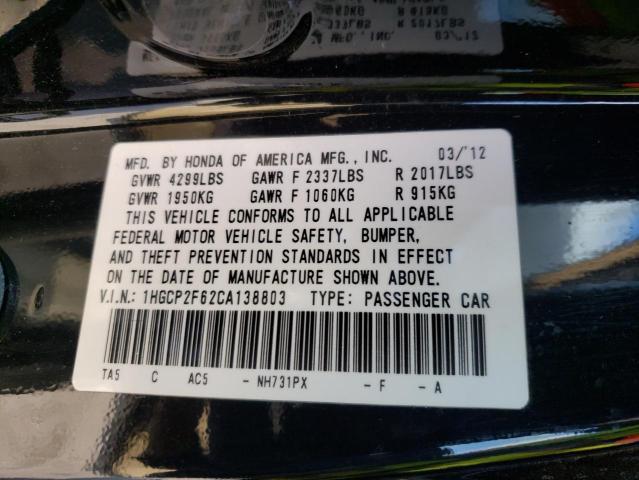 03/'12
MFD. BY HONDA OF AMERICA MFG., INC. 03/'12
GVWR 4299LBS GAWR F 2337LBS R 2017LBS
GVWR 1950KG GAWR F 1060KG R 915KG
THIS VEHICLE CONFORMS TO ALL APPLICABLE
FEDERAL MOTOR VEHICLE SAFETY, BUMPER,
AND THEFT PREVENTION STANDARDS IN EFFECT
ON THE DATE OF MANUFACTURE SHOWN ABOVE.
V.I.N.: 1HGCP2F62CA138803 TYPE: PASSENGER CAR
TA5 C AC5 - NH731PX - F - A